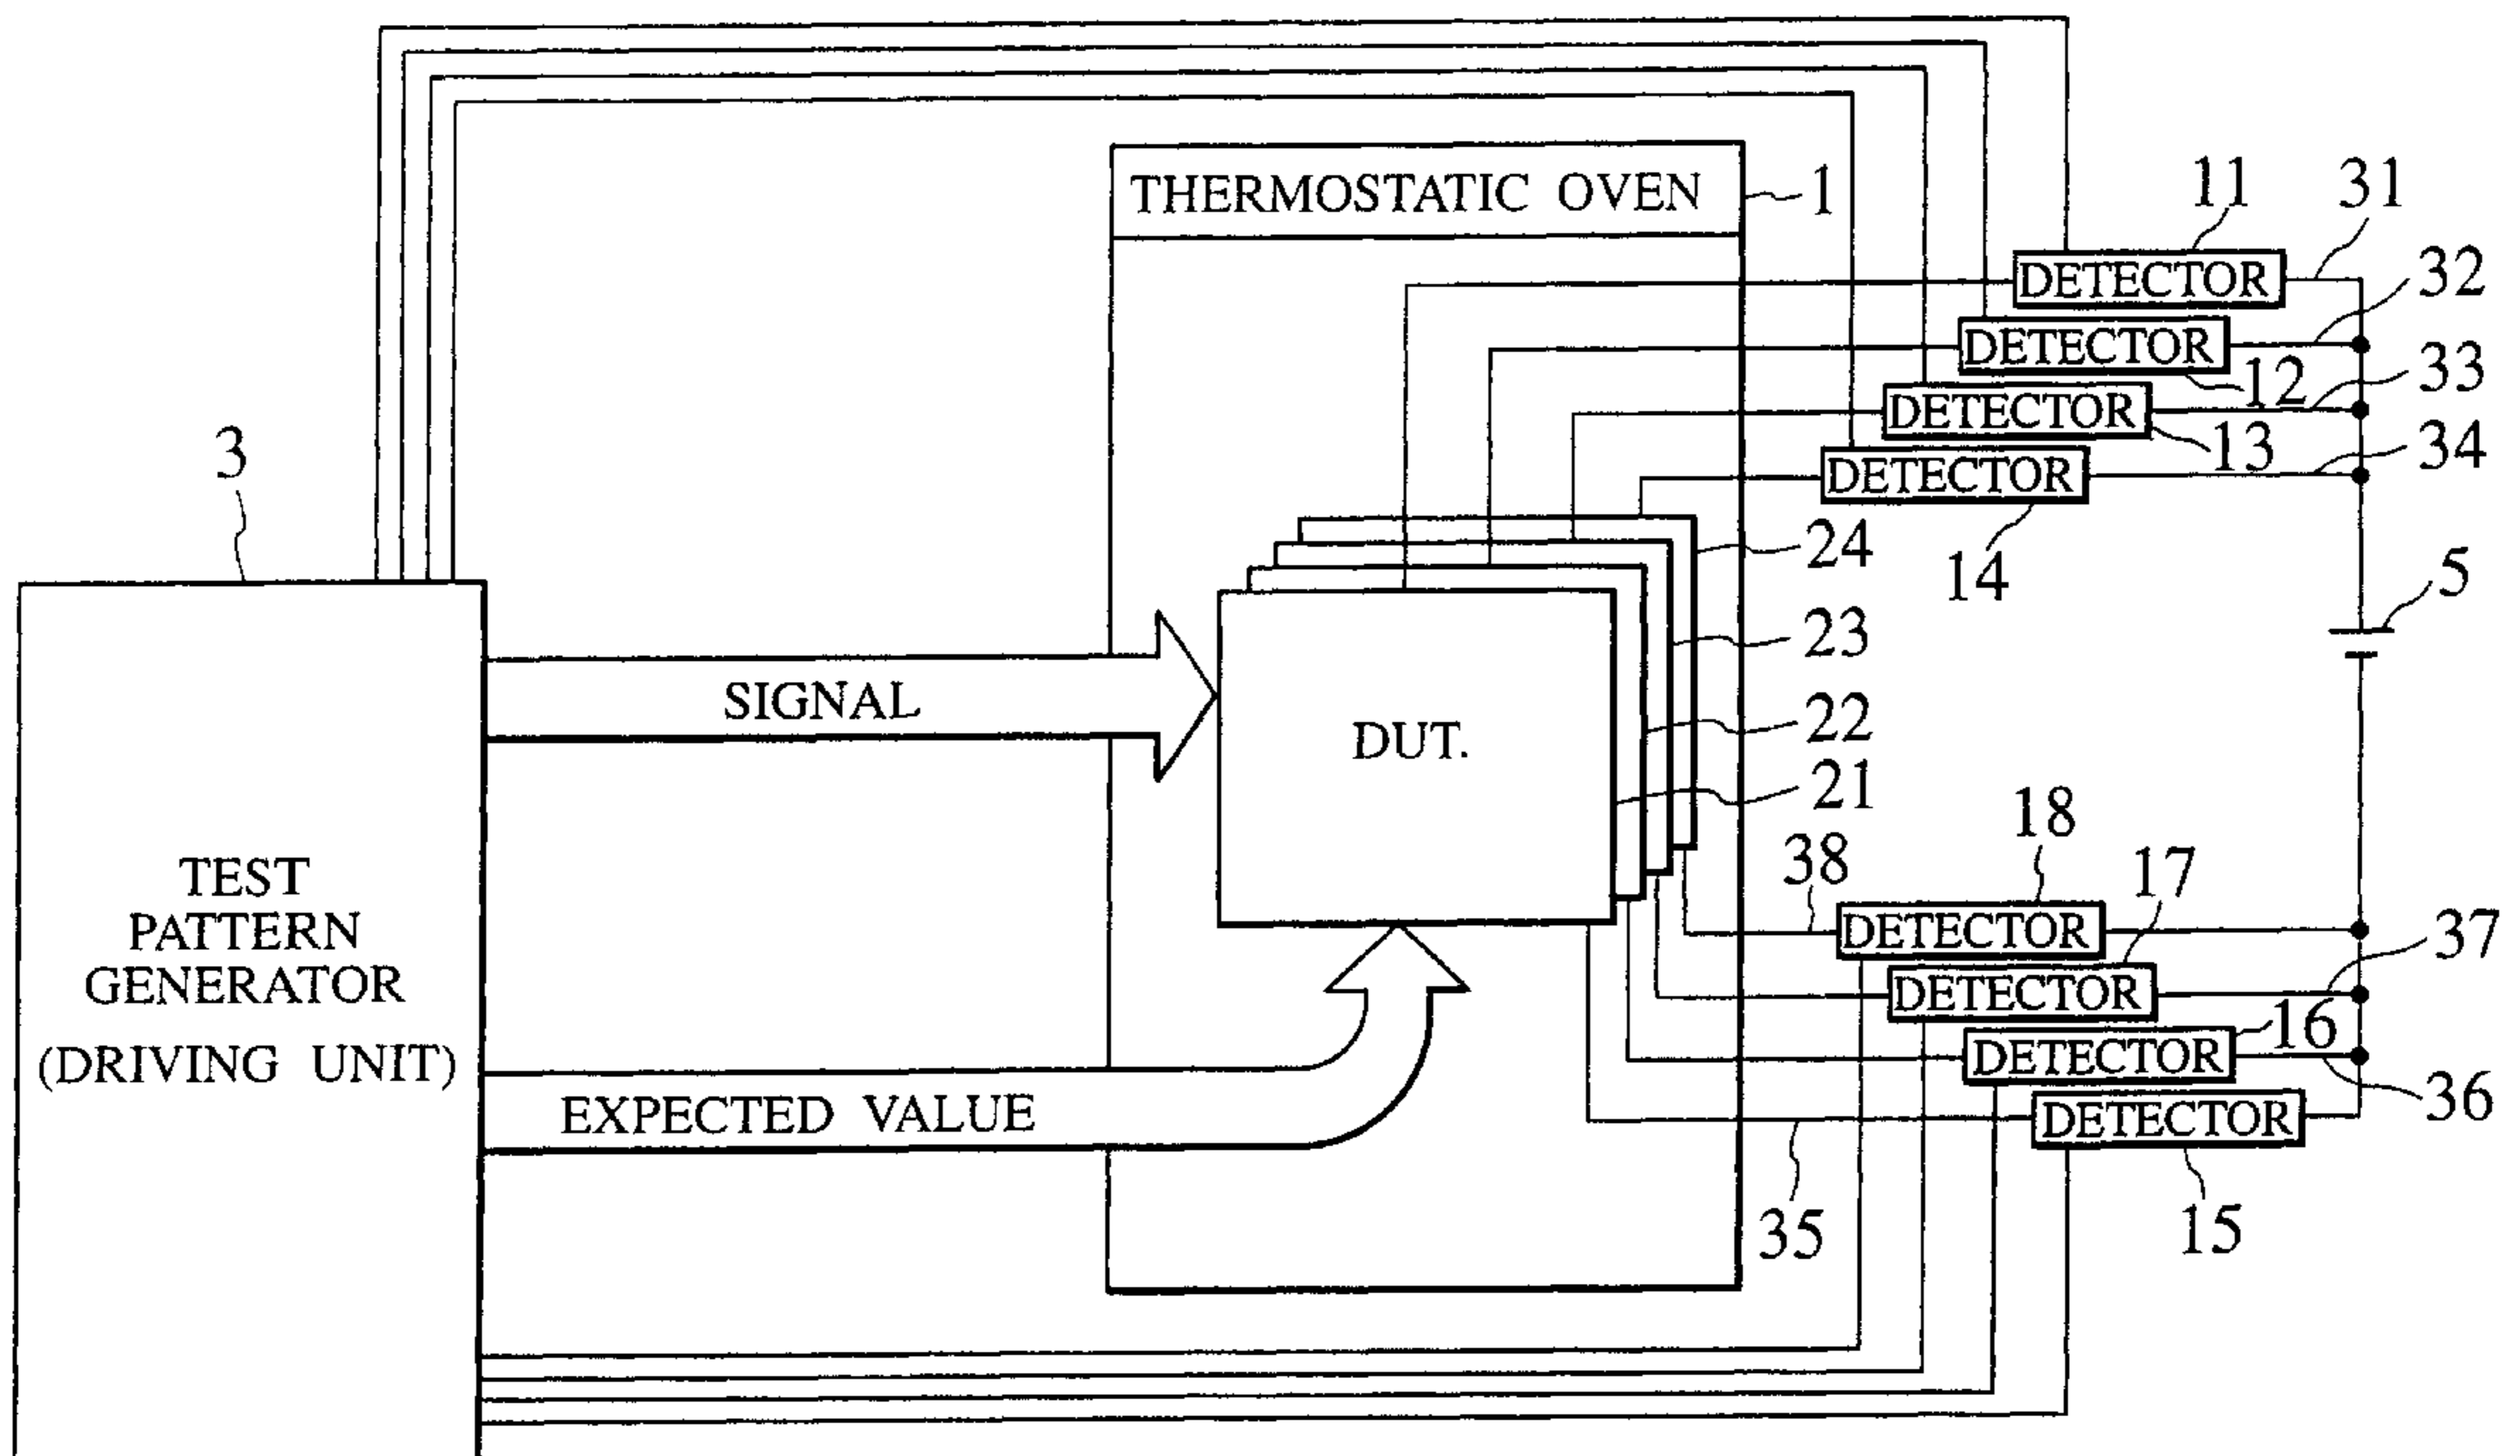 THERMOSTATIC OVEN
1
11
31
DETECTOR
32
DETECTOR
12
33
DETECTOR
13
34
DETECTOR
14
3
24
5
23
SIGNAL
22
DUT.
21
18
38
17
TEST
PATTERN
GENERATOR
(DRIVING UNIT)
DETECTOR
37
DETECTOR
16
DETECTOR
36
EXPECTED VALUE
DETECTOR
35
15